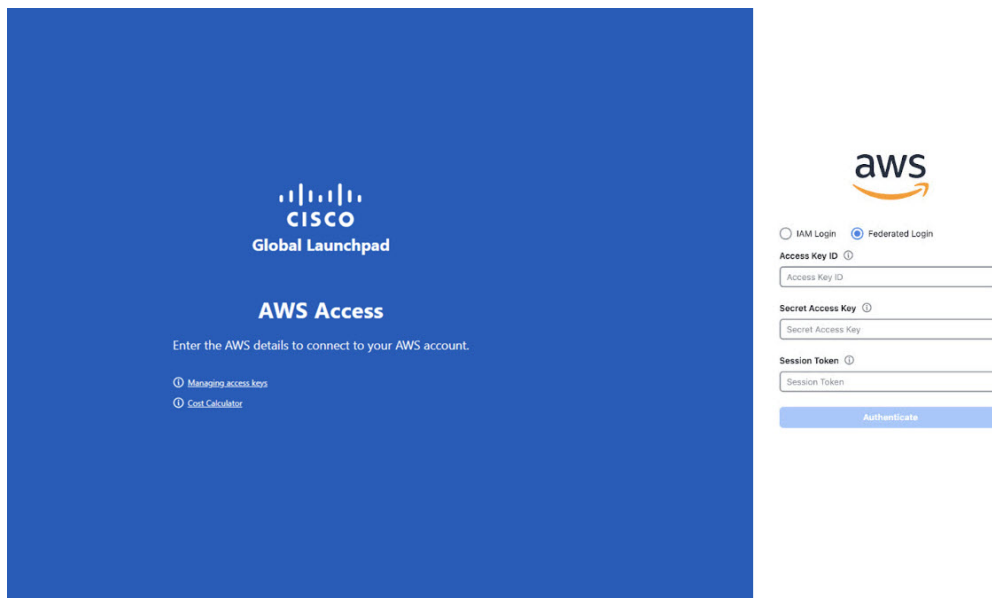 CISCO
Global Launchpad
AWS Access
Enter the AWS details to connect to your AWS account.
Managing access keys
Cost Calculator
aws
IAM Login Federated Login
Access Key ID
Access Key ID
Secret Access Key
Secret Access Key
Session Token
Session Token
Authenticate